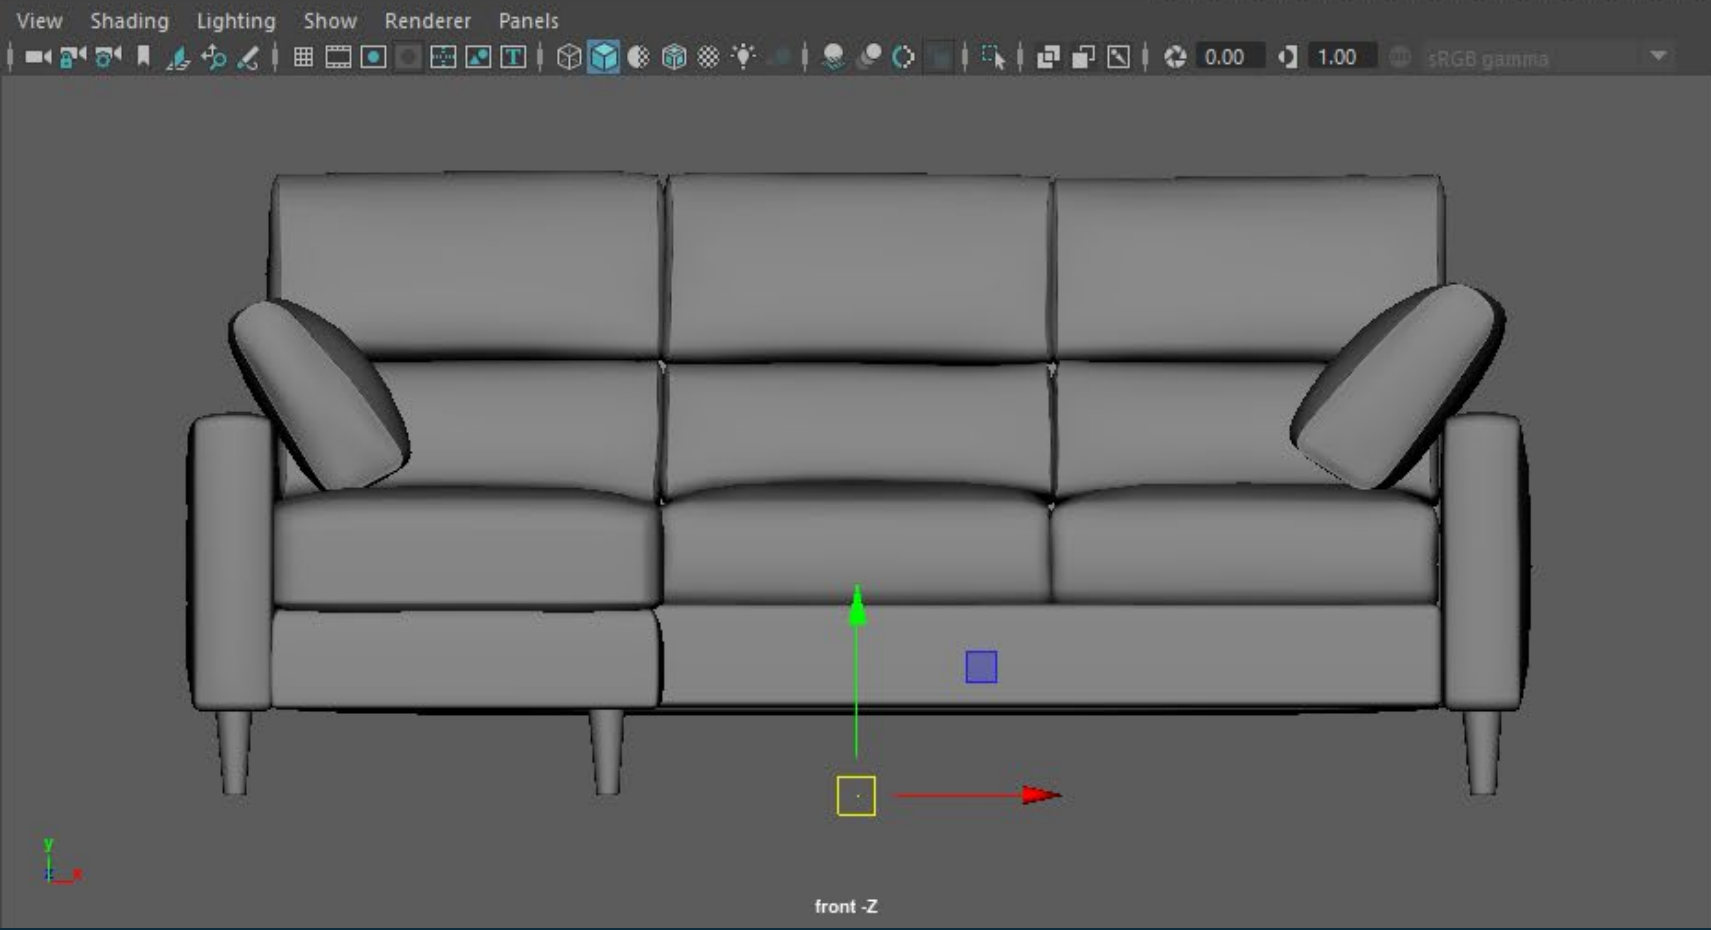 View Shading Lighting Show Renderer Panels
T 0.00 1.00 sRGB gamma
y
z x
front -Z